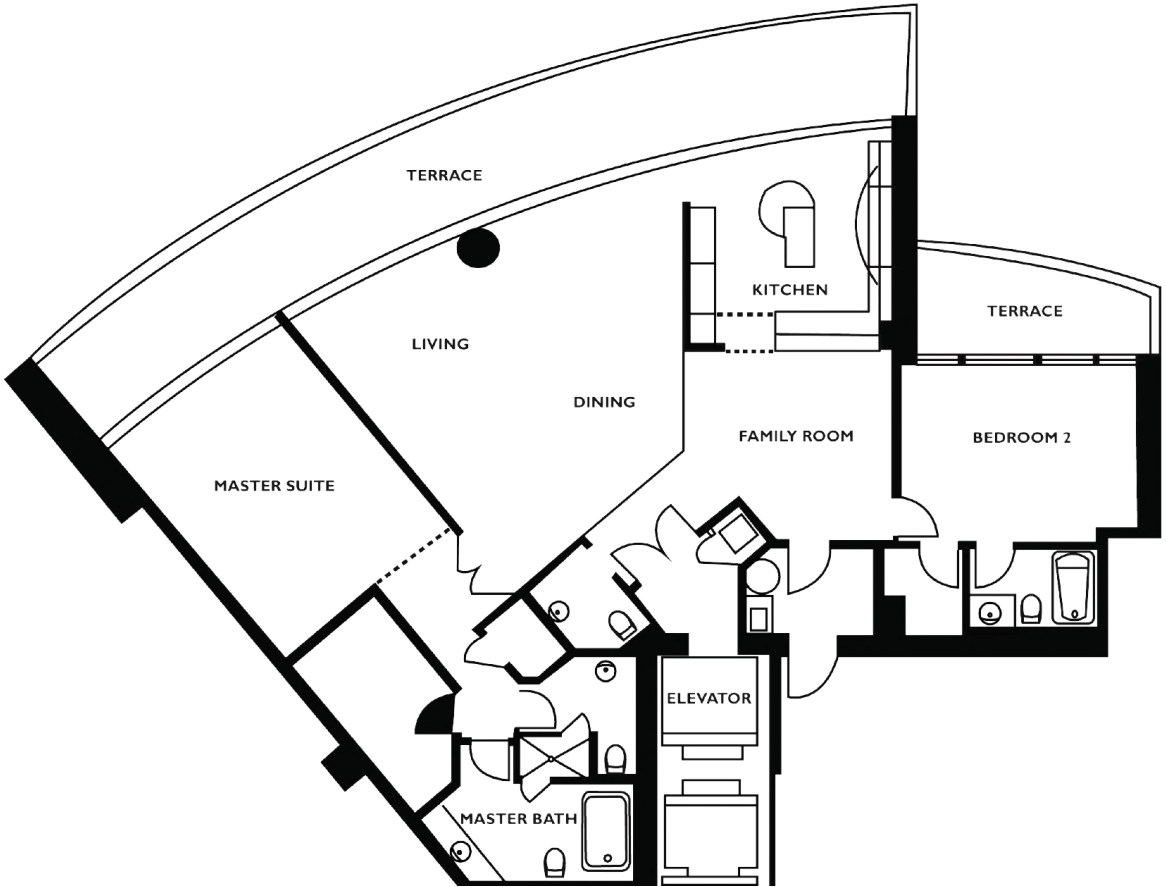 TERRACE
KITCHEN
TERRACE
LIVING
DINING
FAMILY ROOM
BEDROOM 2
MASTER SUITE
ELEVATOR
MASTER BATH